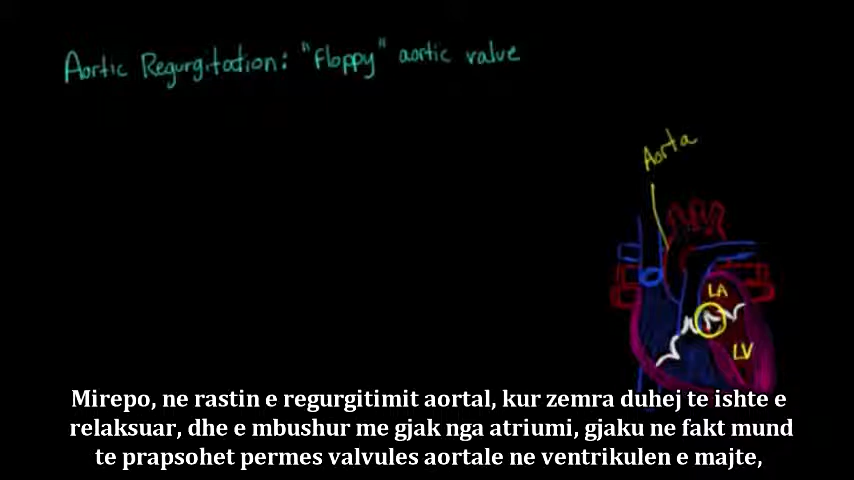 Aortic Regurgitation: "Floppy" aortic valve
Aorta
LA
LV
Mirepo, ne rastin e regurgitimit aortal, kur zemra duhej te ishte e
relaksuar, dhe e mbushur me gjak nga atriumi, gjaku ne fakt mund
te prapsohet permes valvules aortale ne ventrikulen e majte,